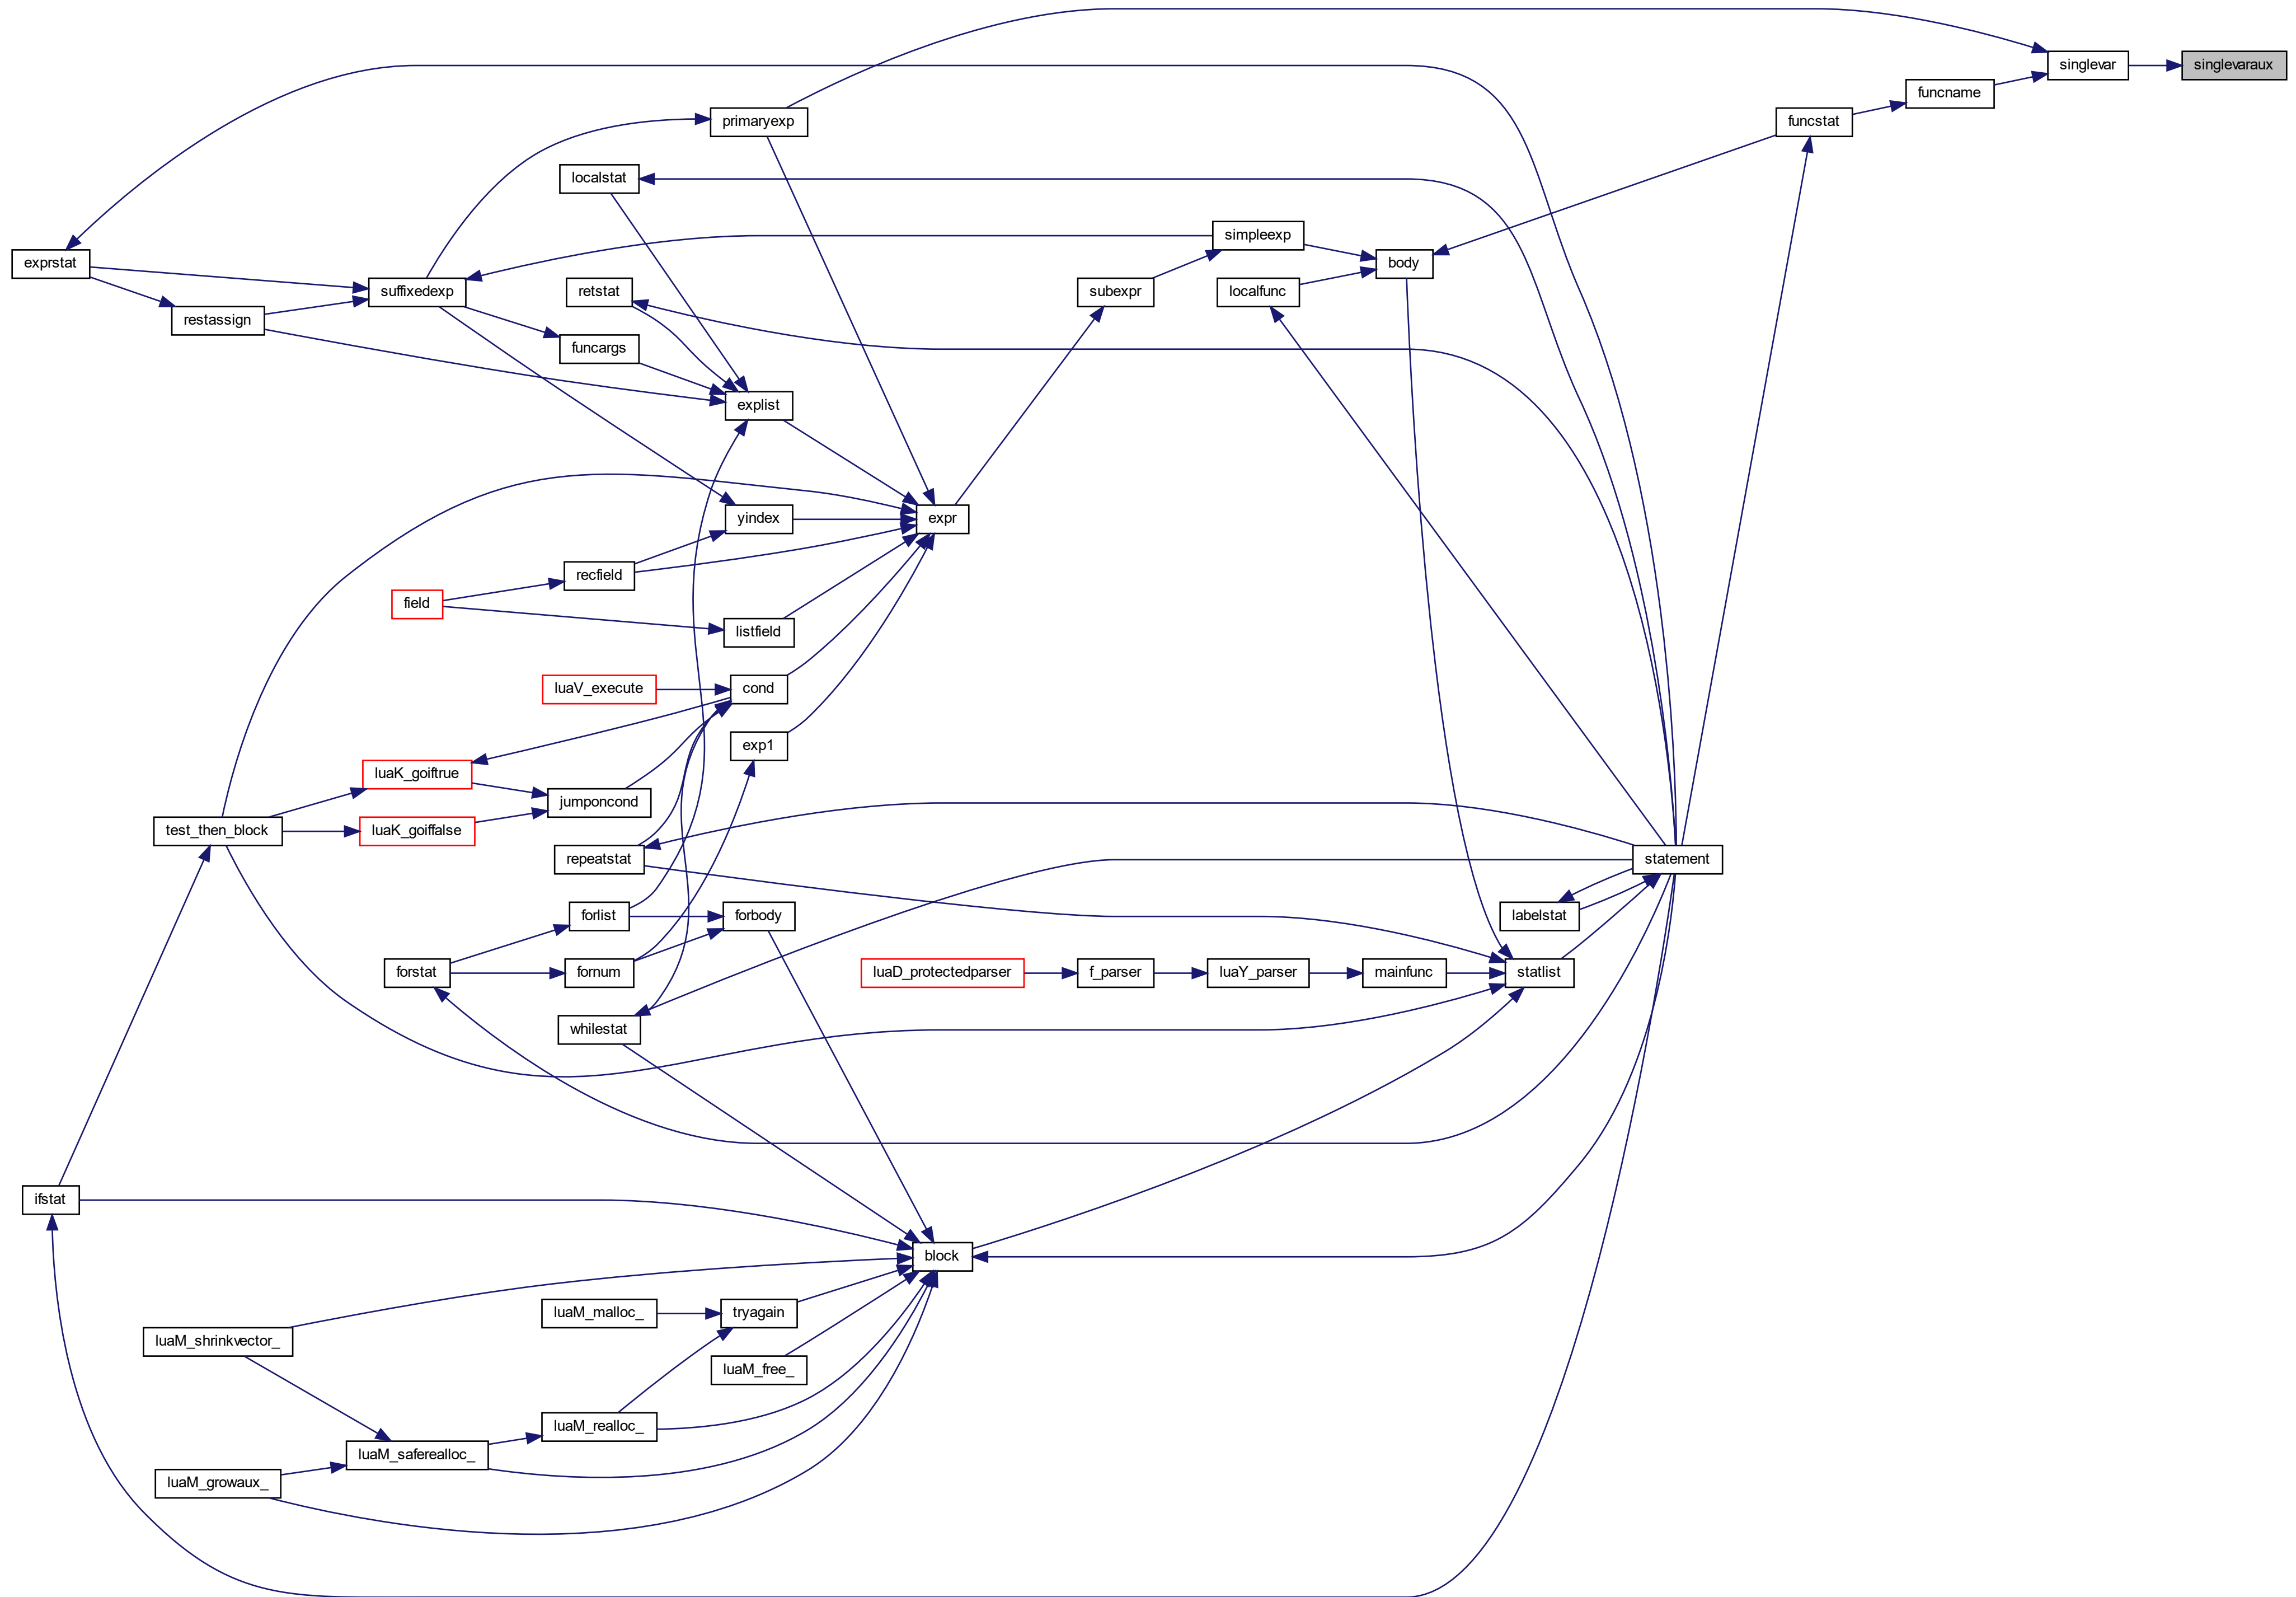 singlevar
singlevaraux
funcname
primaryexp
funcstat
localstat
simpleexp
exprstat
body
suffixedexp
retstat
subexpr
localfunc
restassign
funcargs
explist
yindex
expr
recfield
field
listfield
luaV_execute
cond
exp1
luaK_goiftrue
jumponcond
test_then_block
luaK_goiffalse
repeatstat
statement
forlist
forbody
labelstat
forstat
fornum
luaD_protectedparser
f_parser
luaY_parser
mainfunc
statlist
whilestat
ifstat
block
luaM_malloc_
tryagain
luaM_shrinkvector_
luaM_free_
luaM_realloc_
luaM_saferealloc_
luaM_growaux_